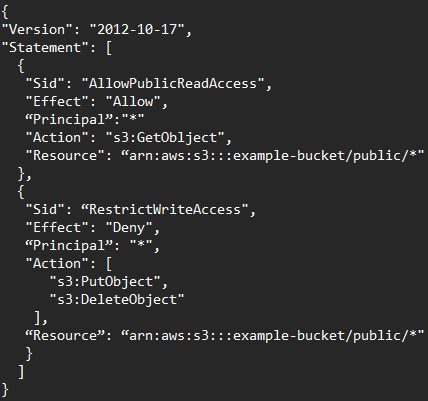 {
"Version": "2012-10-17",
"Statement": [
{
"Sid": "AllowPublicReadAccess",
"Effect": "Allow",
“Principal”:"*"
"Action": "s3:GetOblject",
"Resource": “arn:aws:s3:::example-bucket/public/*"
},
{
"Sid": “RestrictWriteAccess",
"Effect": "Deny",
“Principal”: "*",
"Action": [
"s3:PutObject",
"s3:DeleteObject"
],
“Resource”: “arn:aws:s3:::example-bucket/public/*"
}
]
}